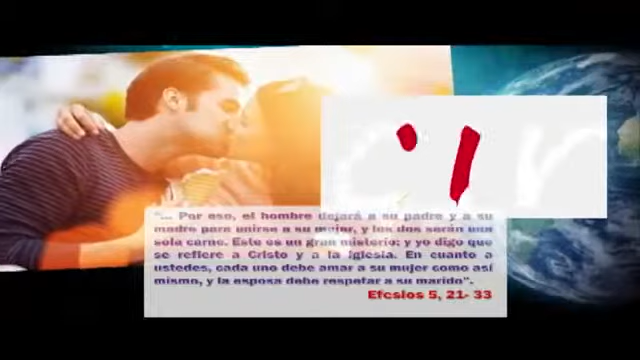 "... Por eso, el hombre dejará a su padre y a su
madre para unirse a su mujer, y los dos serán una
sola carne. Este es un gran misterio: y yo digo que
se refiere a Cristo y a la Iglesia. En cuanto a
ustedes, cada uno debe amar a su mujer como así
mismo, y la esposa debe respetar a su marido".
Efesios 5, 21- 33